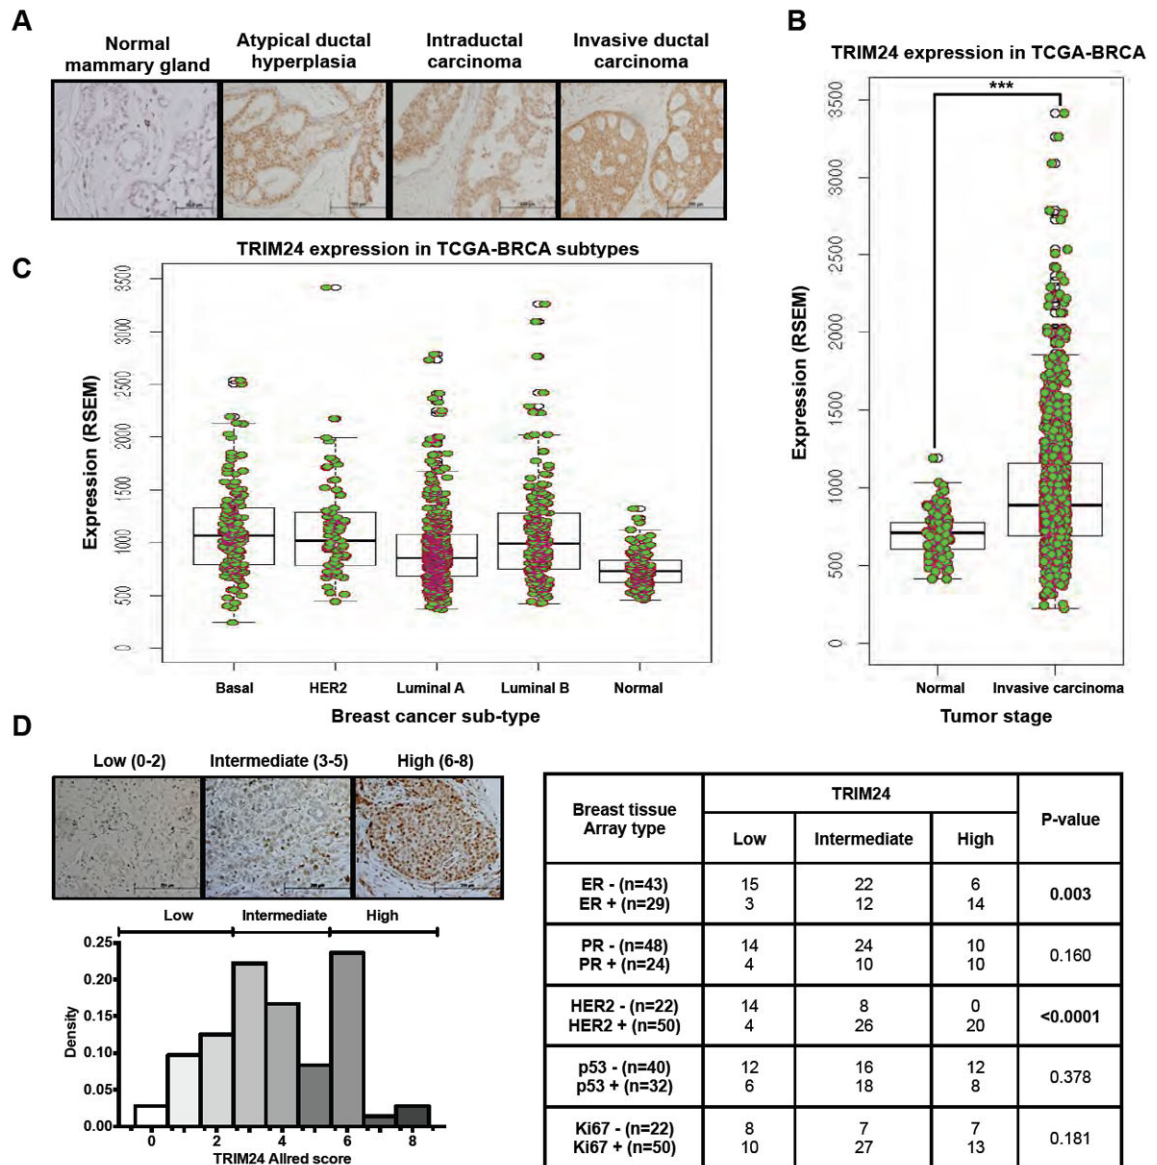 A
Normal
mammary gland
Atypical ductal
hyperplasia
Intraductal
carcinoma
Invasive ductal
carcinoma
B
TRIM24 expression in TCGA-BRCA
***
3500
3000
2500
2000
1500
1000
500
0
Expression (RSEM)
Normal
Invasive carcinoma
Tumor stage
C
TRIM24 expression in TCGA-BRCA subtypes
3500
3000
2500
2000
1500
1000
500
0
Expression (RSEM)
Basal
HER2
Luminal A
Luminal B
Normal
Breast cancer sub-type
D
Low (0-2)
Intermediate (3-5)
High (6-8)
Low
Intermediate
High
0.25
0.20
0.15
0.10
0.05
0.00
Density
0 2 4 6 8
TRIM24 Allred score
Breast tissue
Array type
TRIM24
P-value
Low Intermediate High
ER - (n=43) 15 22 6
ER + (n=29) 3 12 14
0.003
PR - (n=48) 14 24 10
PR + (n=24) 4 10 10
0.160
HER2 - (n=22) 14 8 0
HER2 + (n=50) 4 26 20
<0.0001
p53 - (n=40) 12 16 12
p53 + (n=32) 6 18 8
0.378
Ki67 - (n=22) 8 7 7
Ki67 + (n=50) 10 27 13
0.181